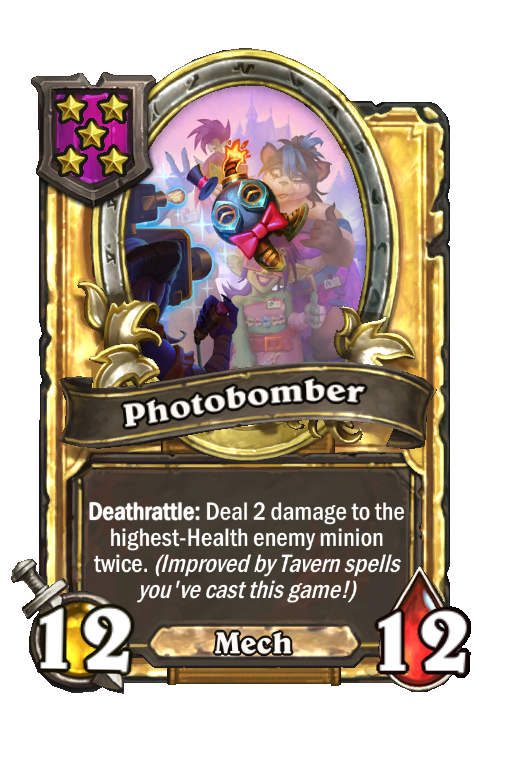 Photobomber
Deathrattle: Deal 2 damage to the
highest-Health enemy minion
twice. (Improved by Tavern spells
you've cast this game!)
12
Mech
12